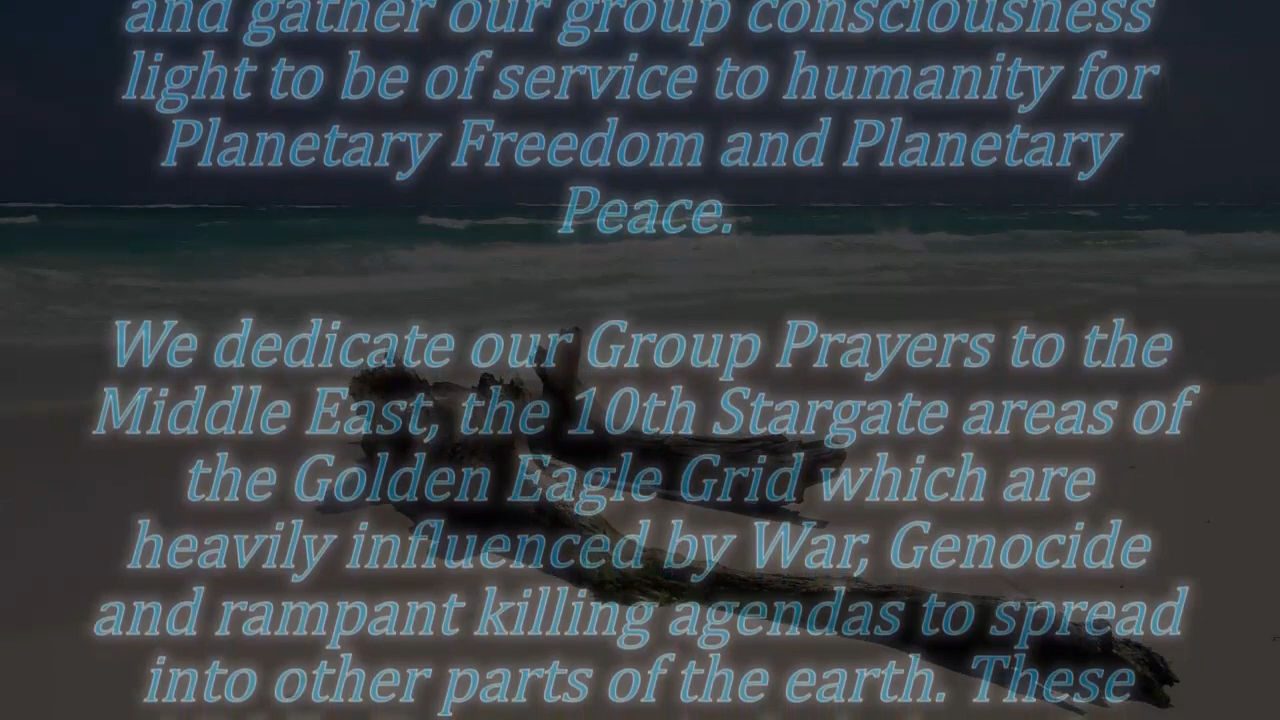 and gather our group consciousness
light to be of service to humanity for
Planetary Freedom and Planetary
Peace.
We dedicate our Group Prayers to the
Middle East, the 10th Stargate areas of
the Golden Eagle Grid which are
heavily influenced by War, Genocide
and rampant killing agendas to spread
into other parts of the earth. These